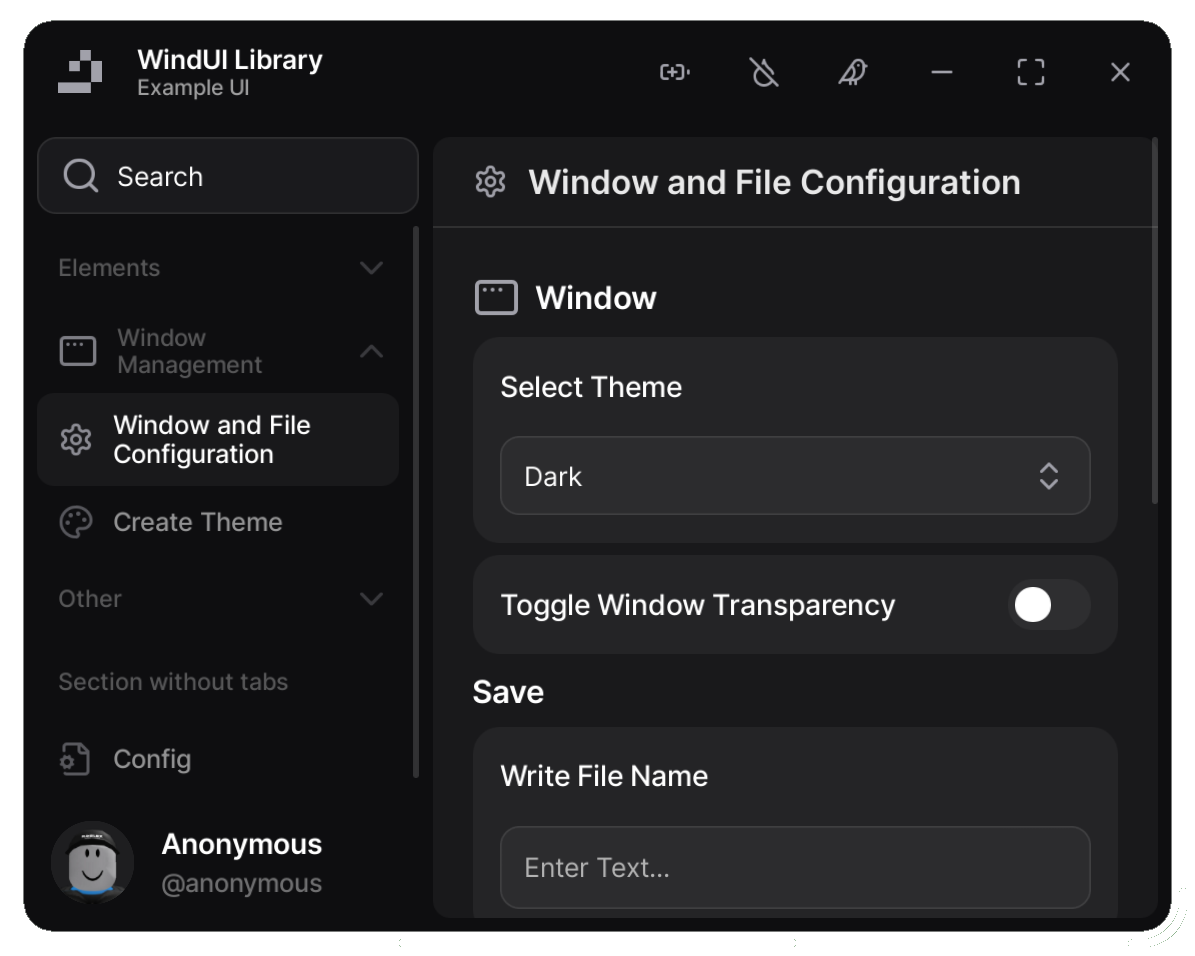 WindUI Library
Example UI
Search
Elements
Window
Management
Window and File
Configuration
Create Theme
Other
Section without tabs
Config
Anonymous
@anonymous
Window and File Configuration
Window
Select Theme
Dark
Toggle Window Transparency
Save
Write File Name
Enter Text...